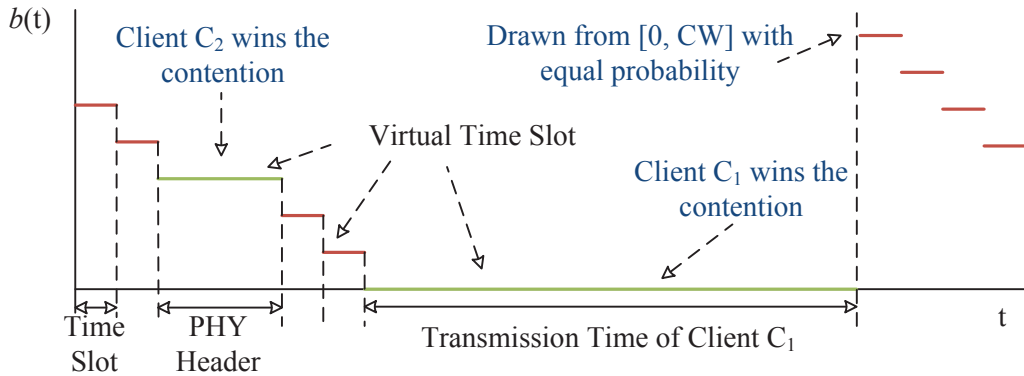 b(t)
Client C₂ wins the
contention
Drawn from [0, CW] with
equal probability
Virtual Time Slot
Client C₁ wins the
contention
Time
Slot
PHY
Header
Transmission Time of Client C₁
t